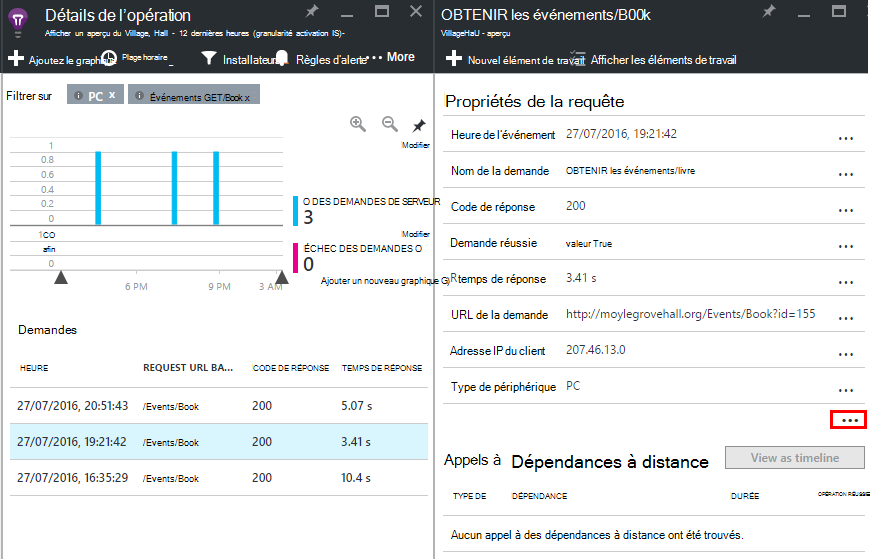 Détails de l'opération
Afficher un aperçu du Village, Hall - 12 dernières heures (granularité activation IS)-
Ajoutez le graphique
Plage horaire_
Installateur
Règles d'alerte
••• More
Filtrer sur
PC x
Événements GET/Book x
Modifier
1
0.8
0.6
0.4
0.2
0
O DES DEMANDES DE SERVEUR
3
Modifier
1CO
afin
0
ÉCHEC DES DEMANDES O
0
6 PM
9 PM
3 AM
Ajouter un nouveau graphique G)
Demandes
HEURE
REQUEST URL BA...
CODE DE RÉPONSE
TEMPS DE RÉPONSE
27/07/2016, 20:51:43 /Events/Book 200 5.07 s
27/07/2016, 19:21:42 /Events/Book 200 3.41 s
27/07/2016, 16:35:29 /Events/Book 200 10.4 s
OBTENIR les événements/B00k
VillageHaU - aperçu
Nouvel élément de travail
Afficher les éléments de travail
Propriétés de la requête
Heure de l'événement 27/07/2016, 19:21:42 ...
Nom de la demande OBTENIR les événements/livre ...
Code de réponse 200 ...
Demande réussie valeur True ...
Rtemps de réponse 3.41 s ...
URL de la demande http://moylegrovehall.org/Events/Book?id=155 ...
Adresse IP du client 207.46.13.0 ...
Type de périphérique PC ...
...
Appels à Dépendances à distance
View as timeline
TYPE DE
DÉPENDANCE
DURÉE
OPÉRATION RÉUSSIE
Aucun appel à des dépendances à distance ont été trouvés.